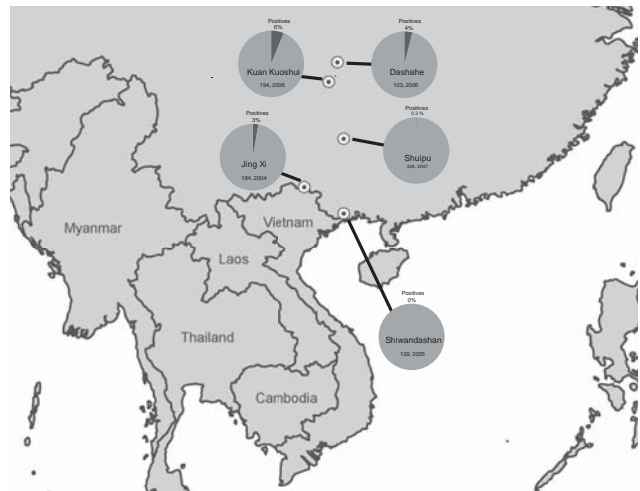 Positives
6%
Kuan Kuoshui
194, 2006
Positives
4%
Dashahe
103, 2006
Positives
3%
Jing Xi
184, 2004
Positives
0.3 %
Shuipu
328, 2007
Myanmar
Vietnam
Laos
Thailand
Cambodia
Positives
0%
Shiwandashan
129, 2005